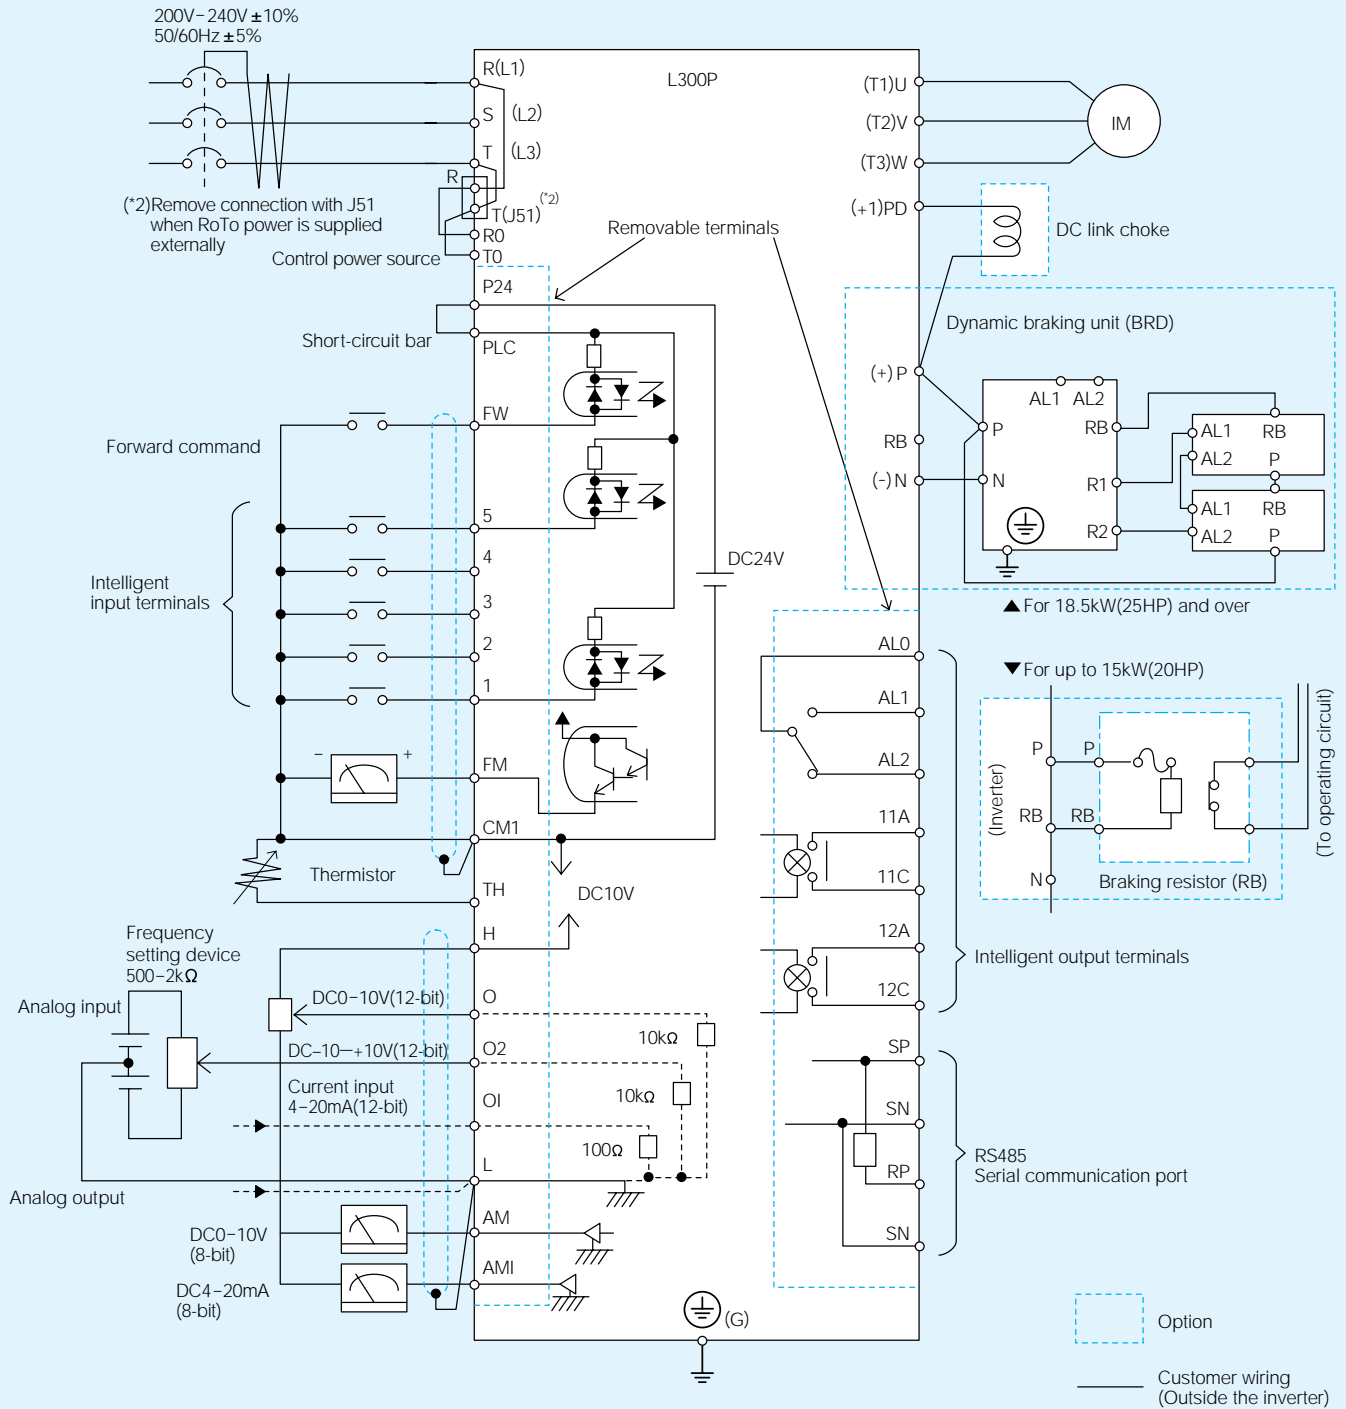 200V–240V ±10%
50/60Hz ±5%
R(L1)
S (L2)
T (L3)
R
T(J51)(*2)
R0
T0
(*2)Remove connection with J51
when RoTo power is supplied
externally
Control power source
L300P
(T1)U
(T2)V
(T3)W
IM
(+1)PD
DC link choke
Removable terminals
P24
Short-circuit bar
PLC
FW
Forward command
5
4
3
2
1
Intelligent
input terminals
DC24V
– +
FM
CM1
Thermistor
TH
DC10V
H
Frequency
setting device
500–2kΩ
Analog input
DC0–10V(12-bit)
O
DC–10—+10V(12-bit)
O2
Current input
4–20mA(12-bit)
OI
10kΩ
10kΩ
100Ω
L
Analog output
DC0–10V
(8-bit)
AM
DC4–20mA
(8-bit)
AMI
(G)
Dynamic braking unit (BRD)
(+) P
RB
(-) N
AL1 AL2
P
N
RB
R1
R2
AL1 RB
AL2 P
AL1 RB
AL2 P
▲ For 18.5kW(25HP) and over
▼ For up to 15kW(20HP)
(Inverter)
P
P
RB
RB
N
Braking resistor (RB)
(To operating circuit)
AL0
AL1
AL2
11A
11C
12A
12C
Intelligent output terminals
SP
SN
RP
SN
RS485
Serial communication port
Option
Customer wiring
(Outside the inverter)